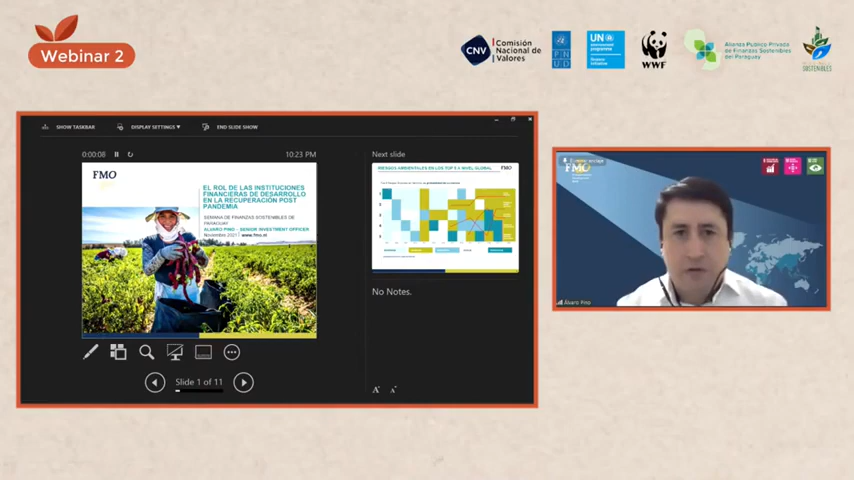 Webinar 2
CNV
Comisión
Nacional de
Valores
P N
U D
UN
WWF
Alianza Público-Privada
de Finanzas Sostenibles
del Paraguay
SOSTENIBLES
SHOW TASKBAR
DISPLAY SETTINGS
END SLIDE SHOW
0:00:08
10:23 PM
FMO
EL ROL DE LAS INSTITUCIONES
FINANCIERAS DE DESARROLLO
EN LA RECUPERACIÓN POST
PANDEMIA
SEMANA DE FINANZAS SOSTENIBLES DE
PARAGUAY
ALVARO PINO – SENIOR INVESTMENT OFFICER
Noviembre 2021 | www.fmo.nl
Slide 1 of 11
Next slide
RIESGOS AMBIENTALES EN LOS TOP 5 A NIVEL GLOBAL
FMO
No Notes.
FMO
Álvaro Pino